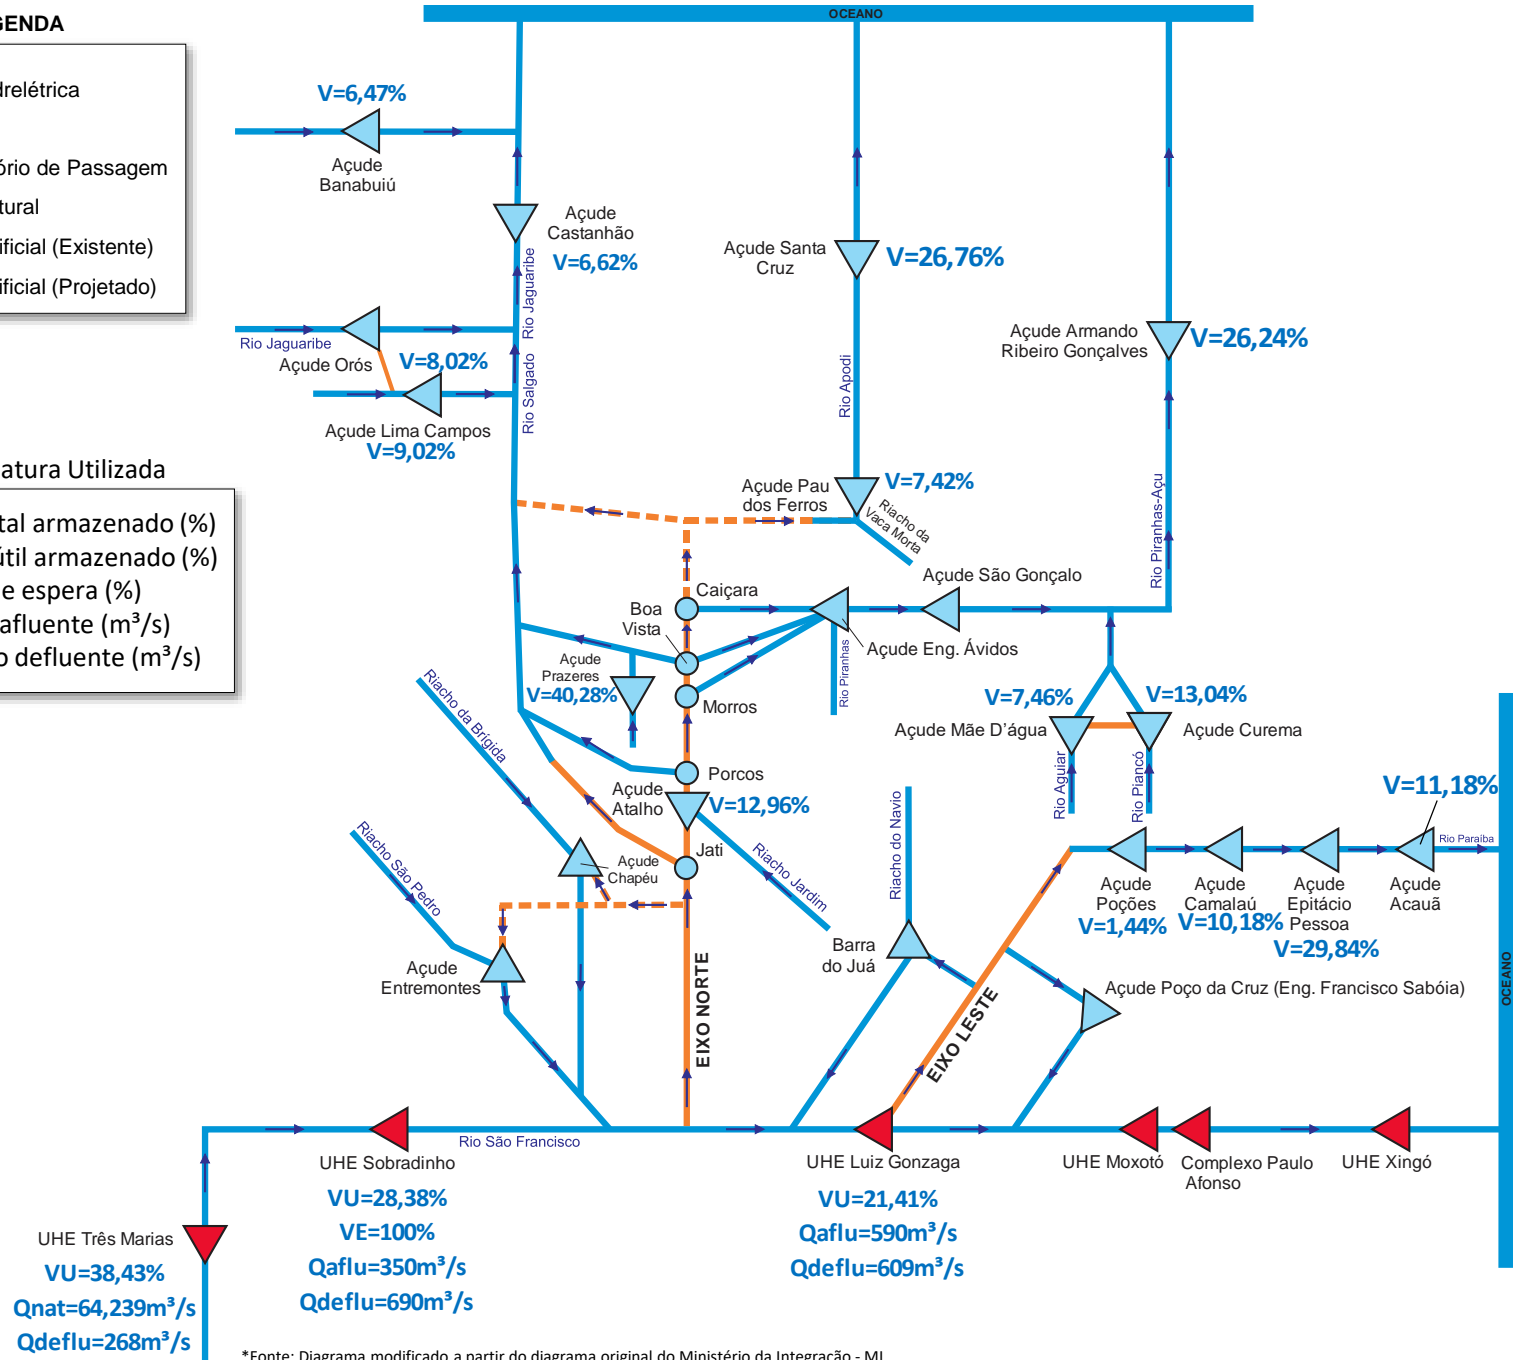 OCEANO
GENDA
drelétrica
ório de Passagem
tural
ificial (Existente)
ificial (Projetado)
V=6,47%
Açude
Banabuiú
Açude
Castanhão
V=6,62%
Rio Jaguaribe
Açude Santa
Cruz
V=26,76%
Açude Armando
Ribeiro Gonçalves
V=26,24%
Rio Jaguaribe
Açude Orós
V=8,02%
Rio Salgado
Rio Apodi
Açude Lima Campos
V=9,02%
atura Utilizada
tal armazenado (%)
útil armazenado (%)
e espera (%)
afluente (m³/s)
o defluente (m³/s)
Açude Pau
dos Ferros
V=7,42%
Riacho da
Vaca Morta
Rio Piranhas-Açu
Açude São Gonçalo
Caiçara
Boa
Vista
Açude Eng. Ávidos
Rio Piranhas
Açude
Prazeres
V=40,28%
Morros
V=7,46%
V=13,04%
Açude Mãe D'água
Açude Curema
Rio Aguiar
Rio Piancó
Riacho da Brígida
Porcos
Açude
Atalho
V=12,96%
V=11,18%
Riacho São Pedro
Açude
Chapéu
Jati
Riacho Jardim
Riacho do Navio
Rio Paraíba
Açude
Poções
V=1,44%
Açude
Camalaú
V=10,18%
Açude
Epitácio
Pessoa
V=29,84%
Açude
Acauã
Açude
Entremontes
Barra
do Juá
EIXO NORTE
EIXO LESTE
Açude Poço da Cruz (Eng. Francisco Sabóia)
OCEANO
Rio São Francisco
UHE Sobradinho
VU=28,38%
VE=100%
Qaflu=350m³/s
Qdeflu=690m³/s
UHE Luiz Gonzaga
VU=21,41%
Qaflu=590m³/s
Qdeflu=609m³/s
UHE Moxotó
Complexo Paulo
Afonso
UHE Xingó
UHE Três Marias
VU=38,43%
Qnat=64,239m³/s
Qdeflu=268m³/s
*Fonte: Diagrama modificado a partir do diagrama original do Ministério da Integração - MI